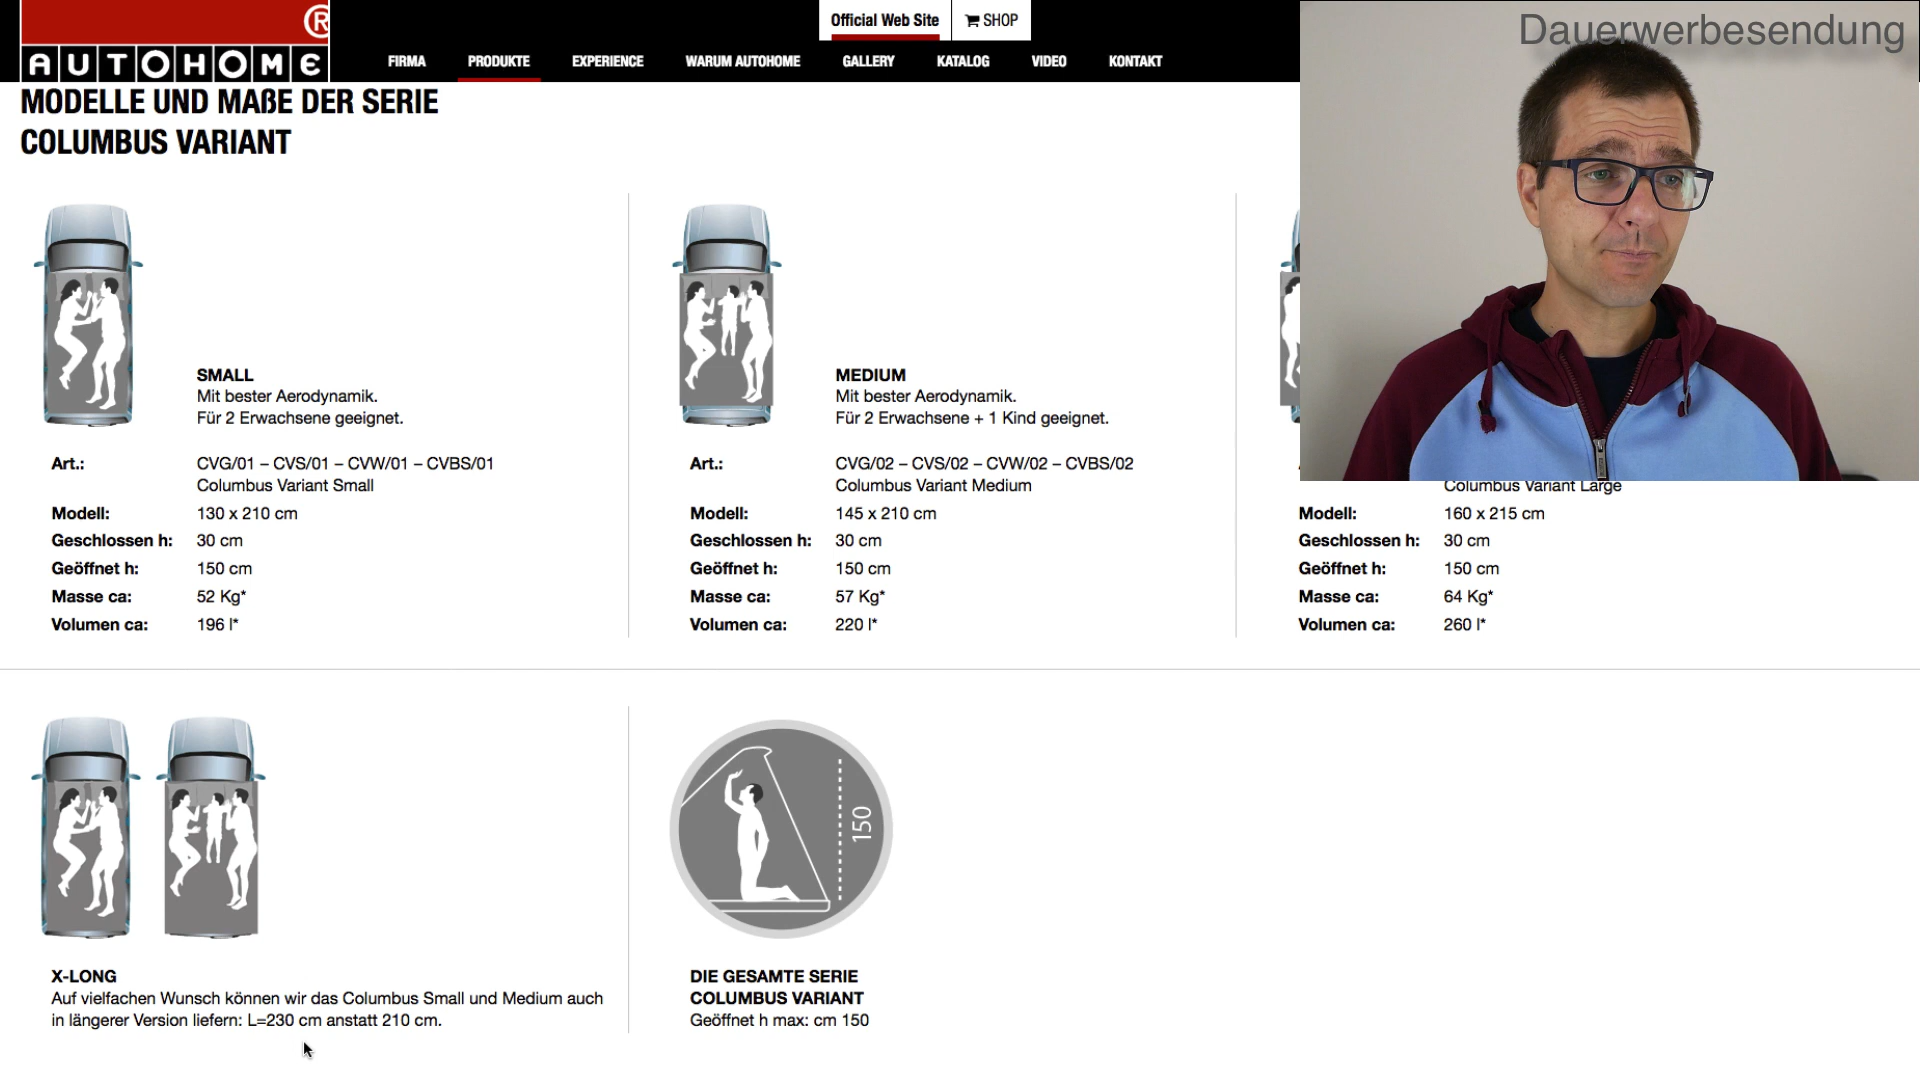 ®
AUTOHOME
Official Web Site
SHOP
FIRMA
PRODUKTE
EXPERIENCE
WARUM AUTOHOME
GALLERY
KATALOG
VIDEO
KONTAKT
Dauerwerbesendung
MODELLE UND MAßE DER SERIE
COLUMBUS VARIANT
SMALL
Mit bester Aerodynamik.
Für 2 Erwachsene geeignet.
Art.: CVG/01 – CVS/01 – CVW/01 – CVBS/01
Columbus Variant Small
Modell: 130 x 210 cm
Geschlossen h: 30 cm
Geöffnet h: 150 cm
Masse ca: 52 Kg*
Volumen ca: 196 l*
MEDIUM
Mit bester Aerodynamik.
Für 2 Erwachsene + 1 Kind geeignet.
Art.: CVG/02 – CVS/02 – CVW/02 – CVBS/02
Columbus Variant Medium
Modell: 145 x 210 cm
Geschlossen h: 30 cm
Geöffnet h: 150 cm
Masse ca: 57 Kg*
Volumen ca: 220 l*
Columbus Variant Large
Modell: 160 x 215 cm
Geschlossen h: 30 cm
Geöffnet h: 150 cm
Masse ca: 64 Kg*
Volumen ca: 260 l*
X-LONG
Auf vielfachen Wunsch können wir das Columbus Small und Medium auch
in längerer Version liefern: L=230 cm anstatt 210 cm.
150
DIE GESAMTE SERIE
COLUMBUS VARIANT
Geöffnet h max: cm 150